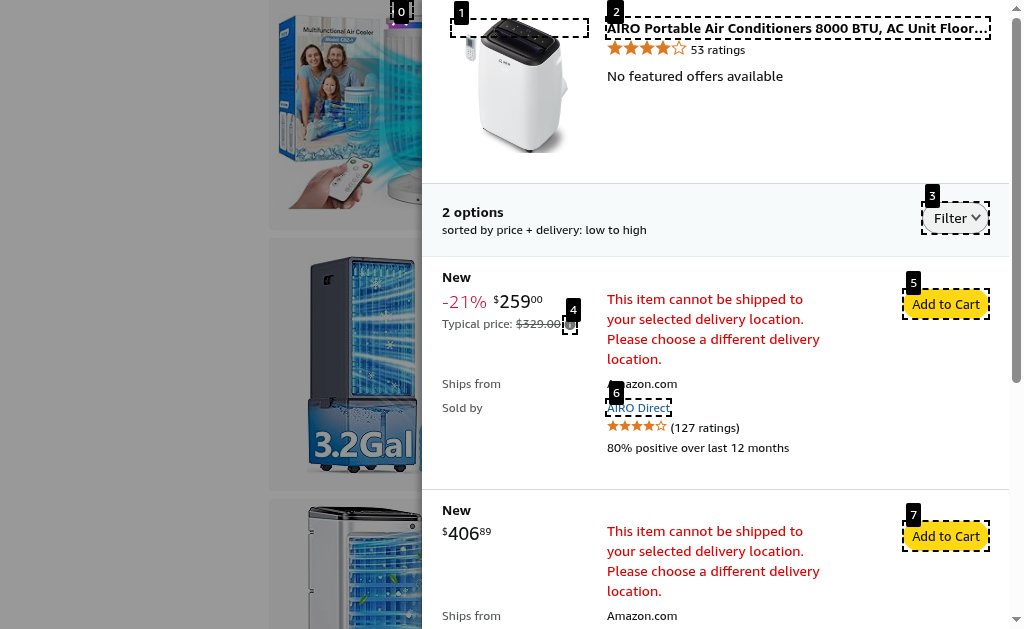 0
1
2
Multifunctional Air Cooler
AIRO Portable Air Conditioners 8000 BTU, AC Unit Floor...
53 ratings
No featured offers available
3
2 options
sorted by price + delivery: low to high
Filter
New
-21% $25900
4
Typical price: $329.00
This item cannot be shipped to
your selected delivery location.
Please choose a different delivery
location.
5
Add to Cart
Ships from
Amazon.com
6
Sold by
AIRO Direct
(127 ratings)
80% positive over last 12 months
3.2Gal
New
$40689
This item cannot be shipped to
your selected delivery location.
Please choose a different delivery
location.
7
Add to Cart
Ships from
Amazon.com